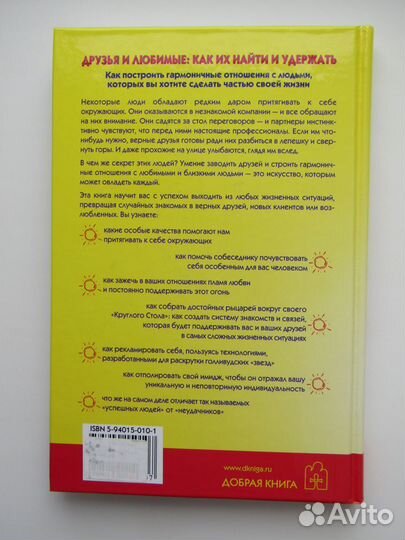 ДРУЗЬЯ И ЛЮБИМЫЕ: КАК ИХ НАЙТИ И УДЕРЖАТЬ
Как построить гармоничные отношения с людьми,
которых вы хотите сделать частью своей жизни
Некоторые люди обладают редким даром притягивать к себе
окружающих. Они оказываются в незнакомой компании — и все обращают
на них внимание. Они садятся за стол переговоров — и партнеры инстинк-
тивно чувствуют, что перед ними настоящие профессионалы. Если им что-
нибудь нужно, верные друзья готовы ради них разбиться в лепешку и свер-
нуть горы. И даже прохожие на улице улыбаются, глядя им вслед.
В чем же секрет этих людей? Умение заводить друзей и строить гармонич-
ные отношения с любимыми и близкими людьми — это искусство, которым
может овладеть каждый.
Эта книга научит вас с успехом выходить из любых жизненных ситуаций,
превращая случайных знакомых в верных друзей, новых клиентов или воз-
любленных. Вы узнаете:
какие особые качества помогают нам
притягивать к себе окружающих
как помочь собеседнику почувствовать
себя особенным для вас человеком
как зажечь в ваших отношениях пламя любви
и постоянно поддерживать этот огонь
как собрать достойных рыцарей вокруг своего
«Круглого Стола»: как создать систему знакомств и связей,
которая будет поддерживать вас и ваших друзей
в самых сложных жизненных ситуациях
как рекламировать себя, пользуясь технологиями,
разработанными для раскрутки голливудских «звезд»
как отполировать свой имидж, чтобы он отражал вашу
уникальную и неповторимую индивидуальность
что же на самом деле отличает так называемых
«успешных людей» от «неудачников»
ISBN 5-94015-010-1
www.dkniga.ru
ДОБРАЯ КНИГА
Avito